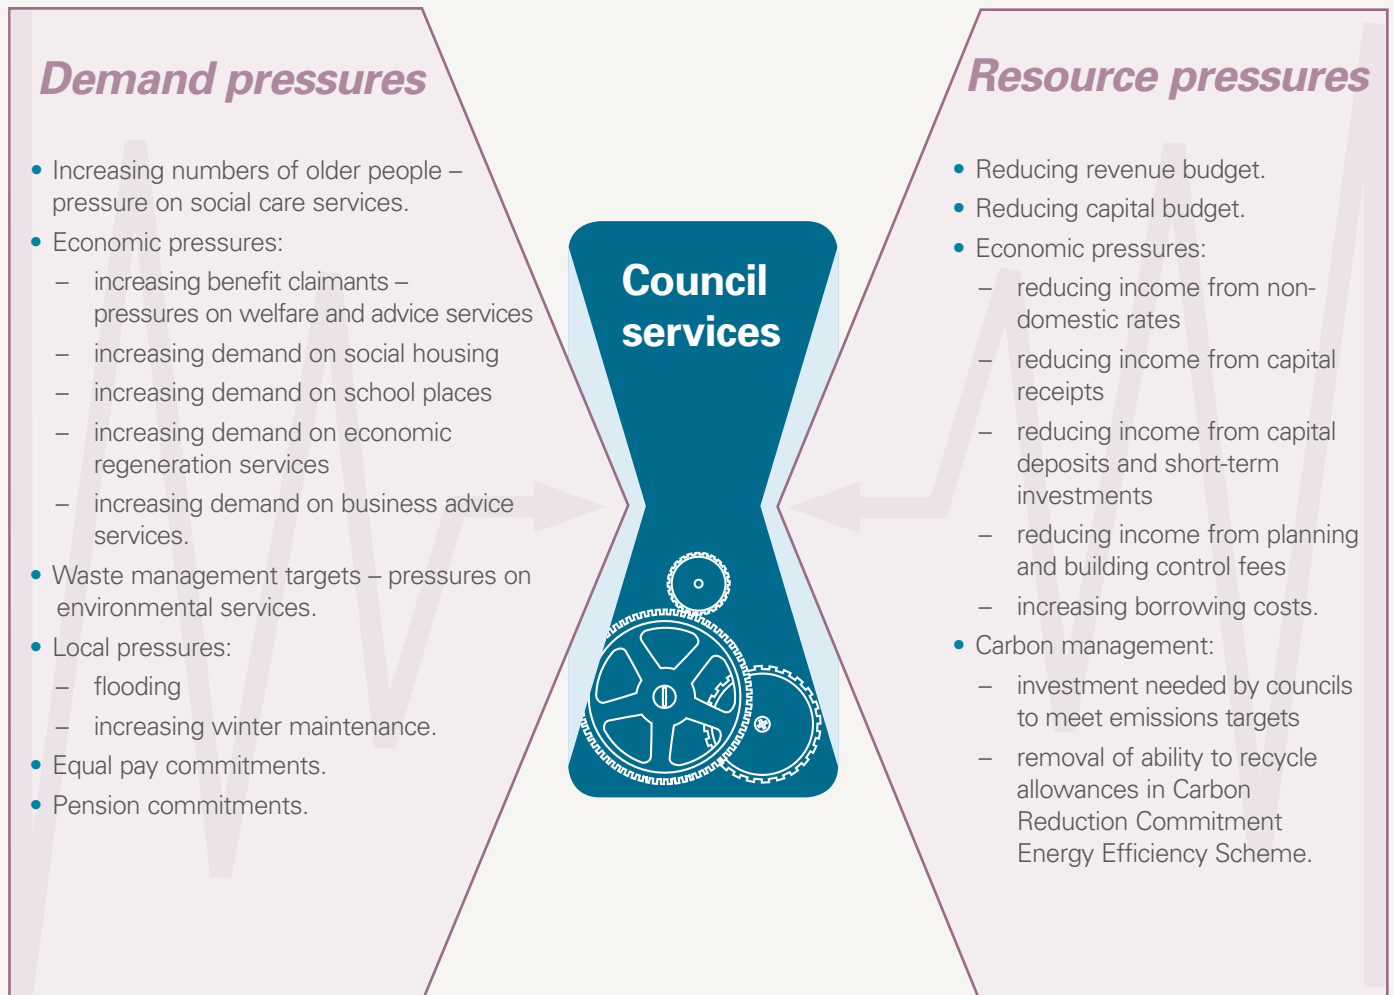 Demand pressures
• Increasing numbers of older people –
pressure on social care services.
• Economic pressures:
– increasing benefit claimants –
pressures on welfare and advice services
– increasing demand on social housing
– increasing demand on school places
– increasing demand on economic
regeneration services
– increasing demand on business advice
services.
• Waste management targets – pressures on
environmental services.
• Local pressures:
– flooding
– increasing winter maintenance.
• Equal pay commitments.
• Pension commitments.
Council
services
Resource pressures
• Reducing revenue budget.
• Reducing capital budget.
• Economic pressures:
– reducing income from non-
domestic rates
– reducing income from capital
receipts
– reducing income from capital
deposits and short-term
investments
– reducing income from planning
and building control fees
– increasing borrowing costs.
• Carbon management:
– investment needed by councils
to meet emissions targets
– removal of ability to recycle
allowances in Carbon
Reduction Commitment
Energy Efficiency Scheme.